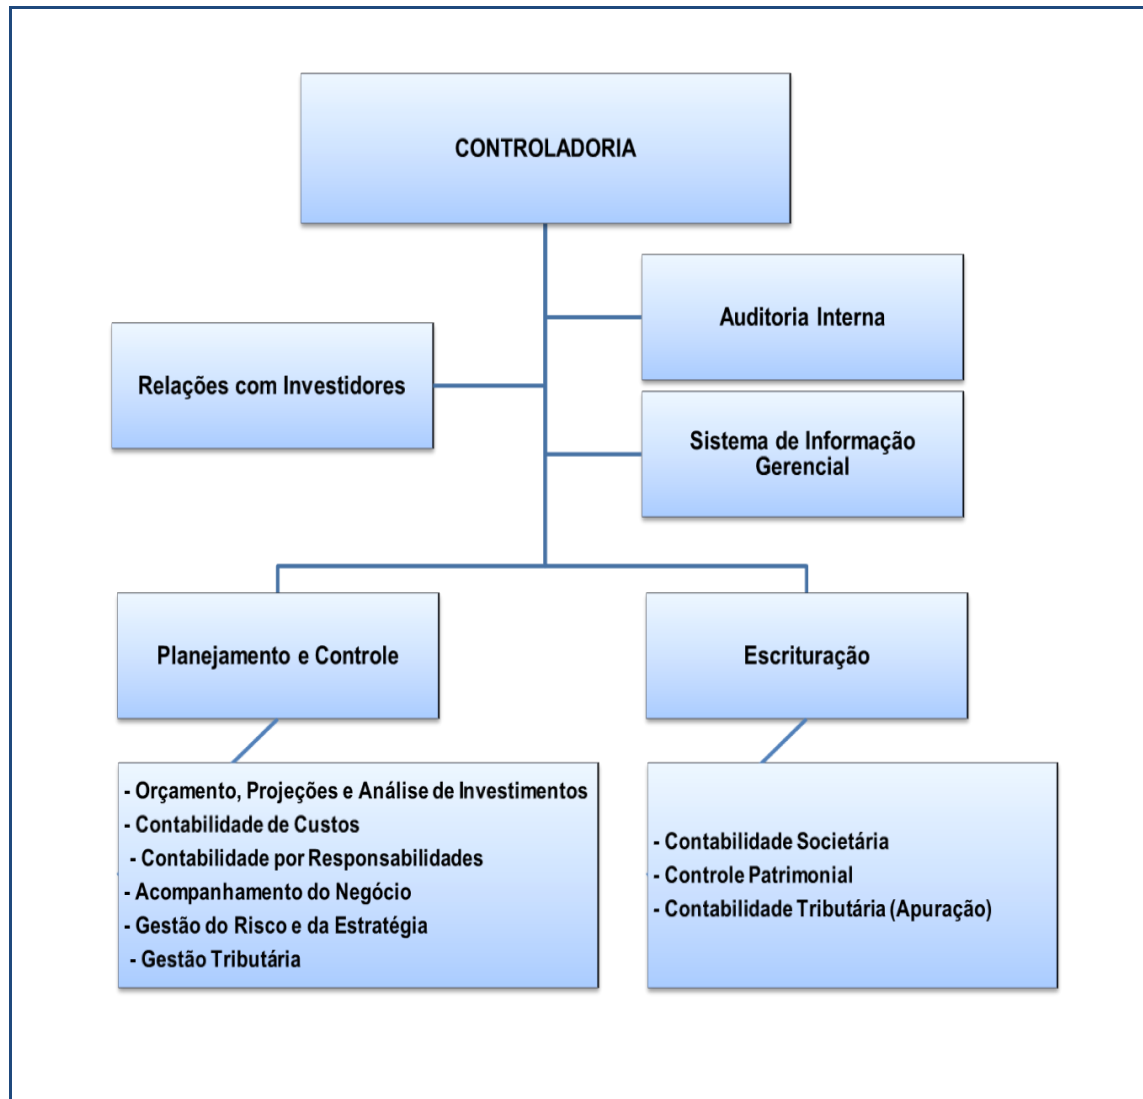 CONTROLADORIA
Auditoria Interna
Relações com Investidores
Sistema de Informação
Gerencial
Planejamento e Controle
Escrituração
- Orçamento, Projeções e Análise de Investimentos
- Contabilidade de Custos
- Contabilidade por Responsabilidades
- Acompanhamento do Negócio
- Gestão do Risco e da Estratégia
- Gestão Tributária
- Contabilidade Societária
- Controle Patrimonial
- Contabilidade Tributária (Apuração)